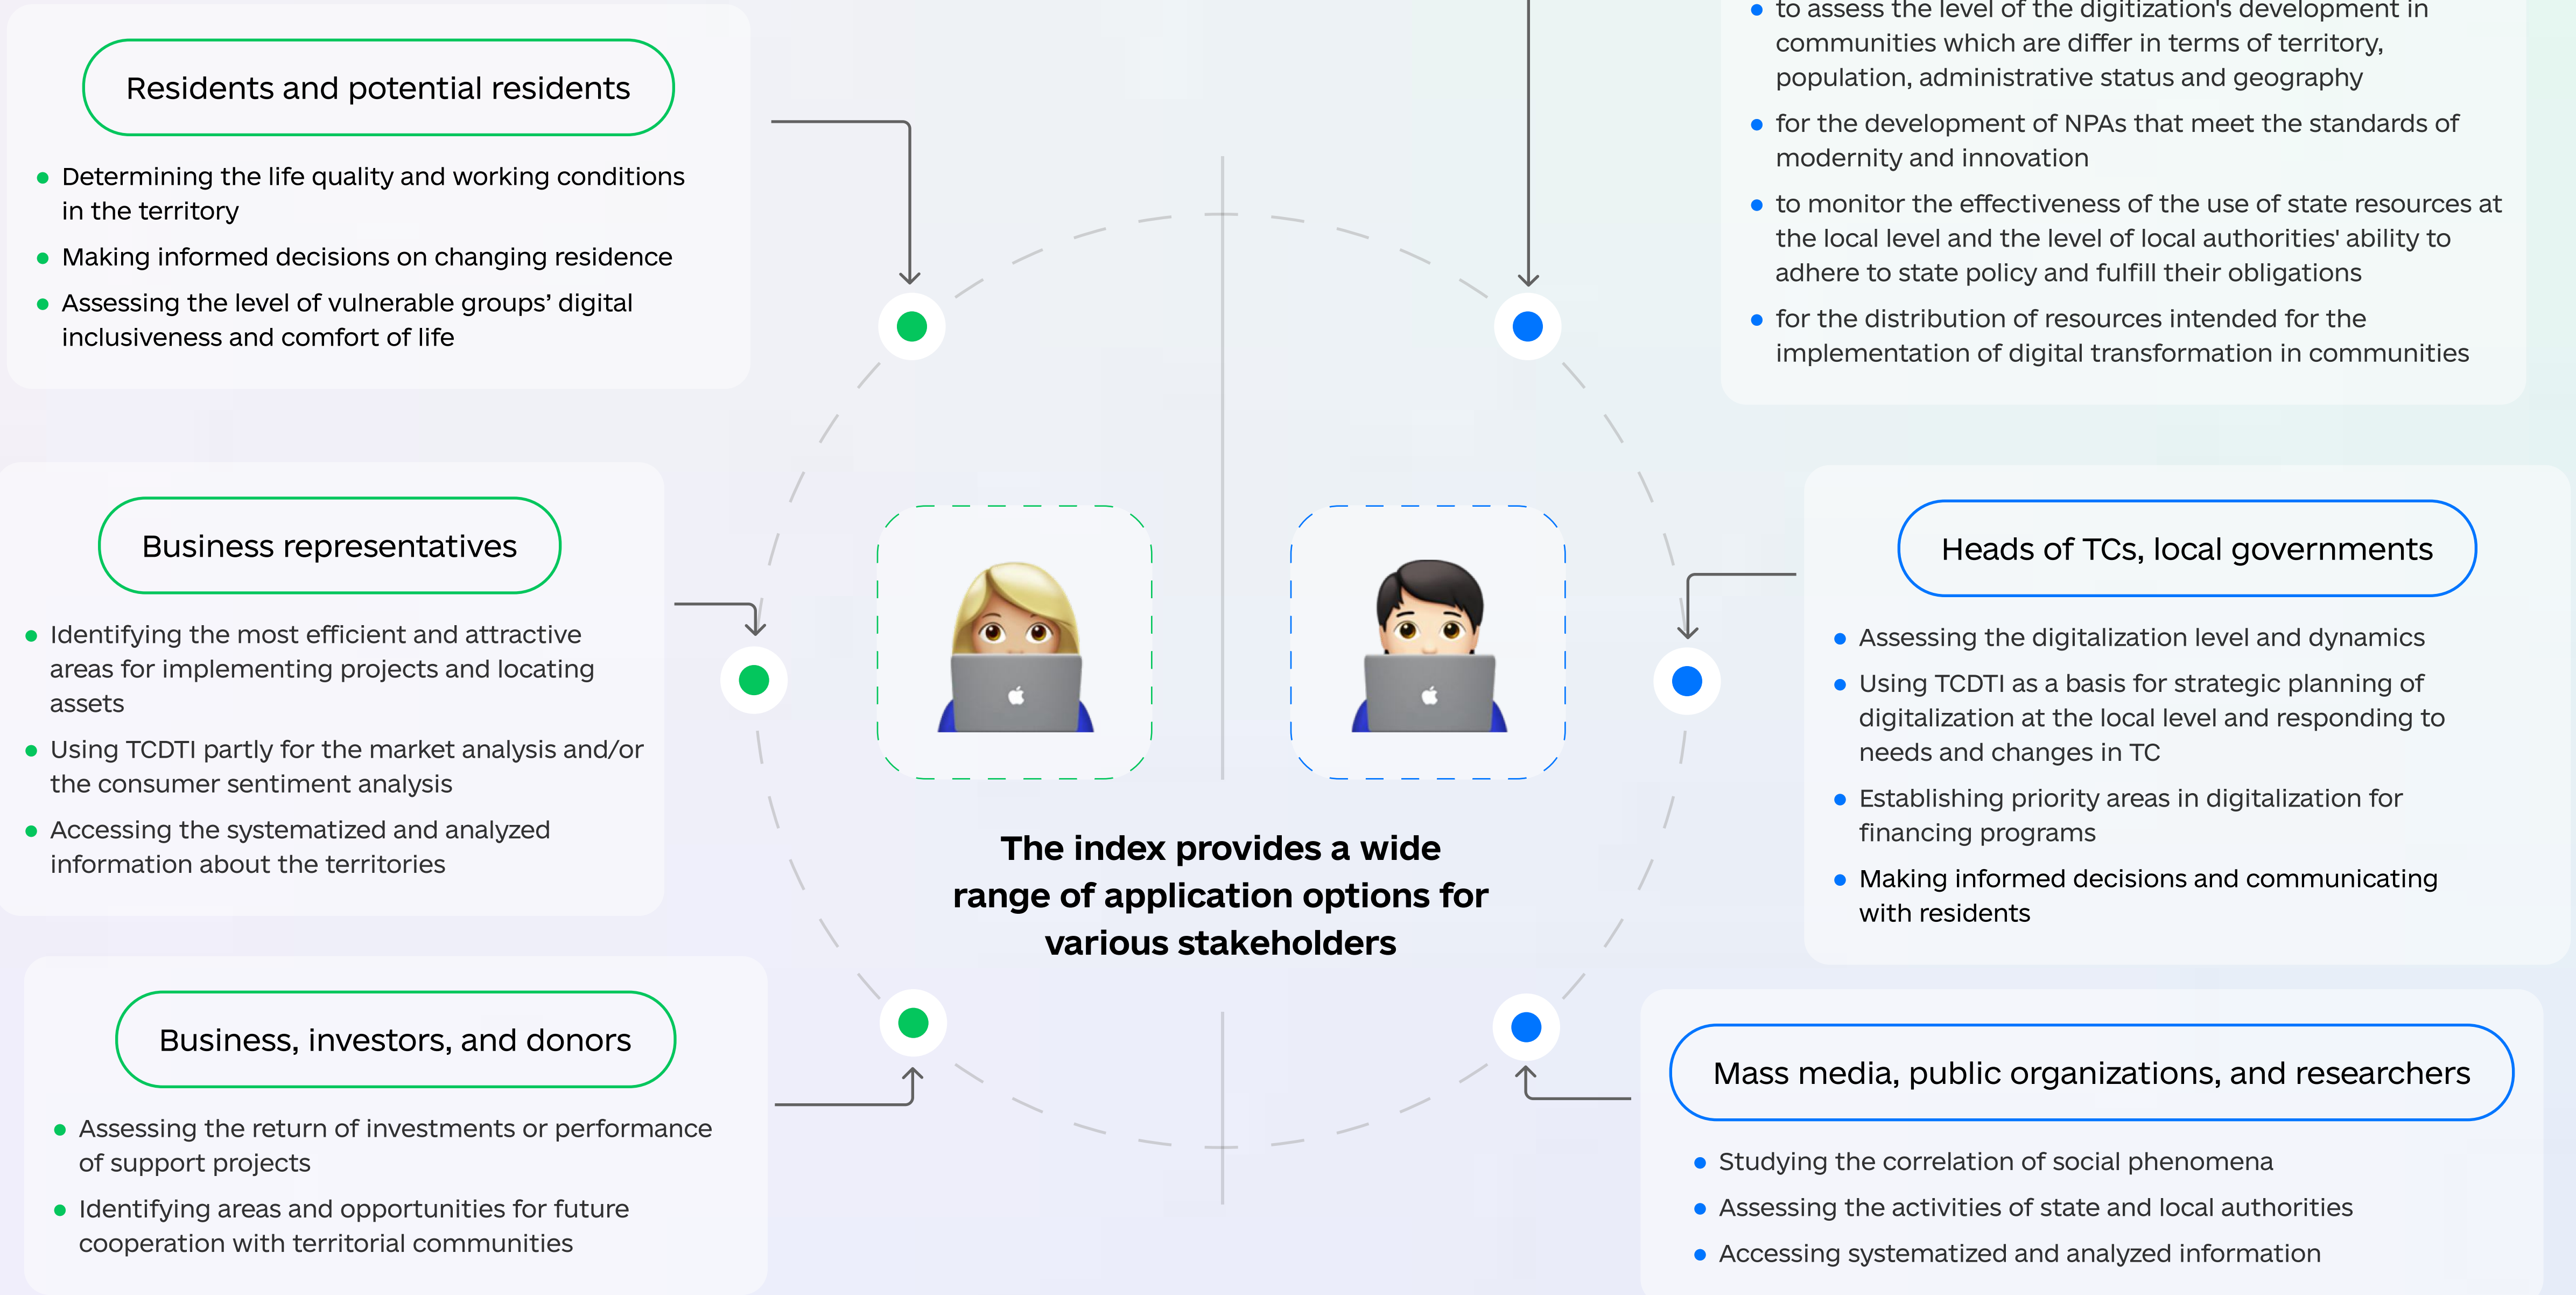 Residents and potential residents
Determining the life quality and working conditions
in the territory
Making informed decisions on changing residence
Assessing the level of vulnerable groups’ digital
inclusiveness and comfort of life
Business representatives
Identifying the most efficient and attractive
areas for implementing projects and locating
assets
Using TCDTI partly for the market analysis and/or
the consumer sentiment analysis
Accessing the systematized and analyzed
information about the territories
Business, investors, and donors
Assessing the return of investments or performance
of support projects
Identifying areas and opportunities for future
cooperation with territorial communities
The index provides a wide
range of application options for
various stakeholders
to assess the level of the digitization's development in
communities which are differ in terms of territory,
population, administrative status and geography
for the development of NPAs that meet the standards of
modernity and innovation
to monitor the effectiveness of the use of state resources at
the local level and the level of local authorities' ability to
adhere to state policy and fulfill their obligations
for the distribution of resources intended for the
implementation of digital transformation in communities
Heads of TCs, local governments
Assessing the digitalization level and dynamics
Using TCDTI as a basis for strategic planning of
digitalization at the local level and responding to
needs and changes in TC
Establishing priority areas in digitalization for
financing programs
Making informed decisions and communicating
with residents
Mass media, public organizations, and researchers
Studying the correlation of social phenomena
Assessing the activities of state and local authorities
Accessing systematized and analyzed information